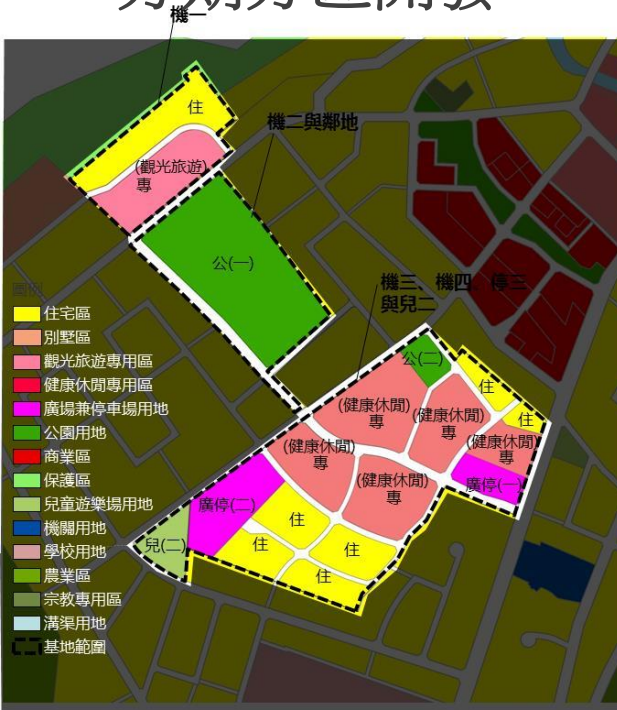 分期分區開發
機一
住
機二與鄰地
(觀光旅遊)
專
公(一)
機三、機四、停三
與兒二
圖例
住宅區
別墅區
觀光旅遊專用區
健康休閒專用區
廣場兼停車場用地
公園用地
商業區
保護區
兒童遊樂場用地
機關用地
學校用地
農業區
宗教專用區
溝渠用地
基地範圍
公(二)
住
住
(健康休閒)
專
(健康休閒)
專
(健康休閒)
專
(健康休閒)
專
(健康休閒)
專
廣停(一)
廣停(二)
住
住
住
住
兒(二)